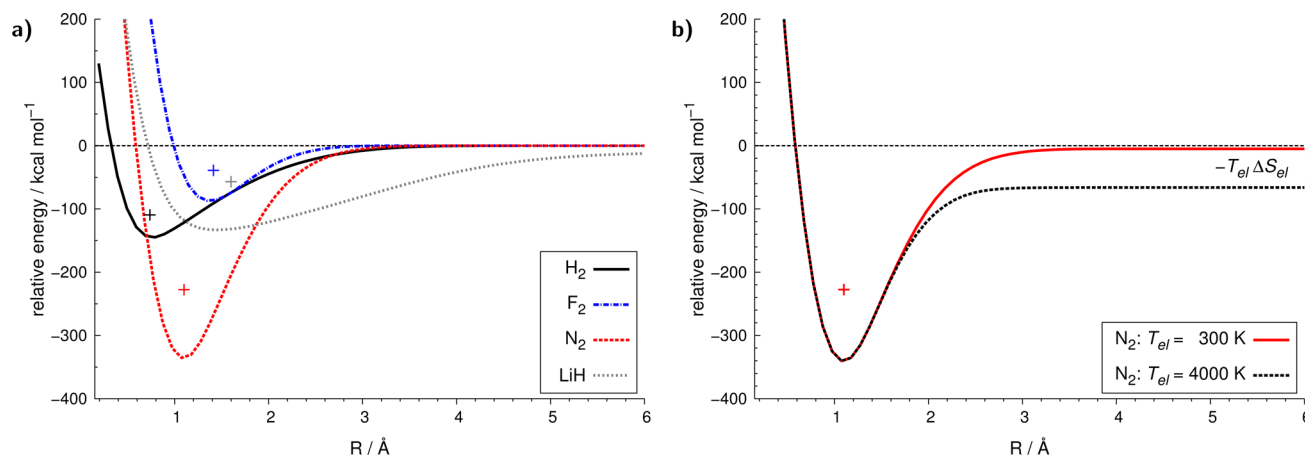 a)
relative energy / kcal mol⁻¹
200
100
0
−100
−200
−300
−400
1
2
3
4
5
6
R / Å
H₂
F₂
N₂
LiH
b)
relative energy / kcal mol⁻¹
200
100
0
−100
−200
−300
−400
1
2
3
4
5
6
R / Å
−T_el ΔS_el
N₂: T_el = 300 K
N₂: T_el = 4000 K